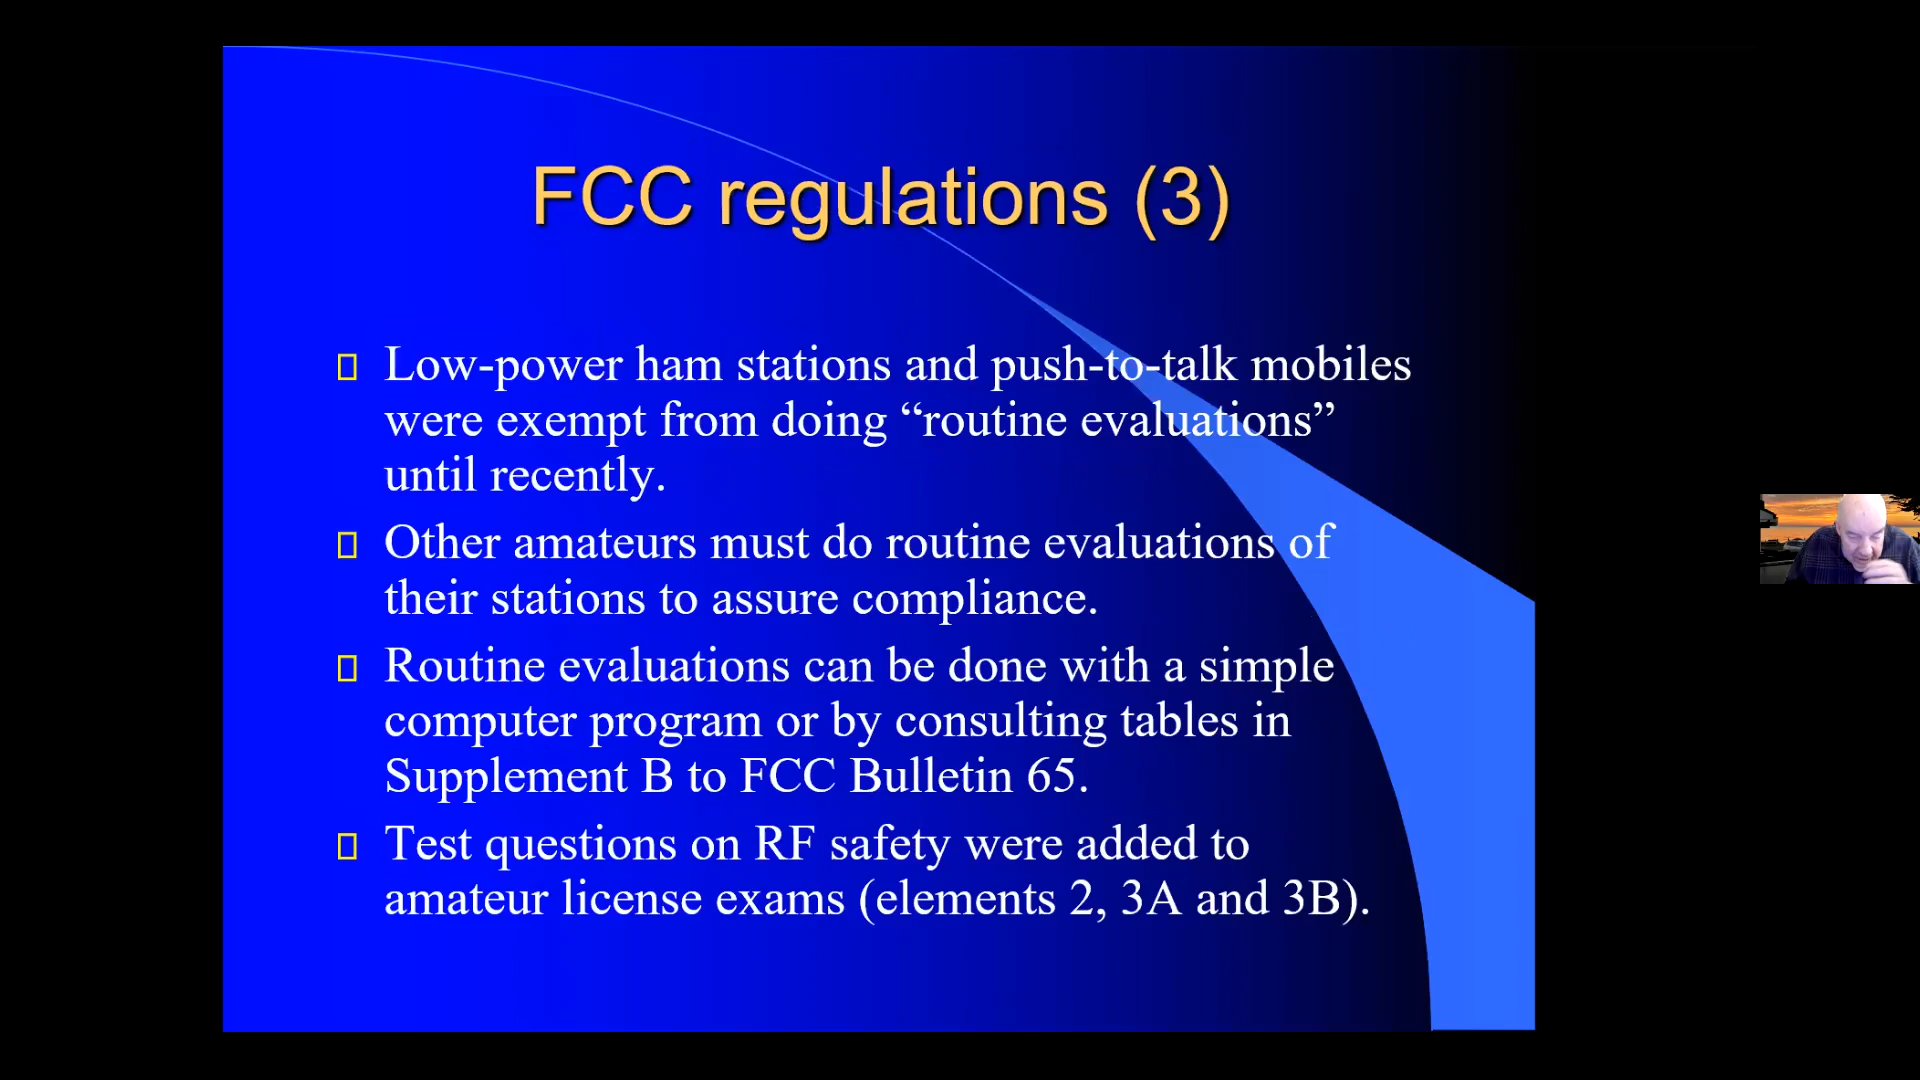 FCC regulations (3)
Low-power ham stations and push-to-talk mobiles
were exempt from doing “routine evaluations”
until recently.
Other amateurs must do routine evaluations of
their stations to assure compliance.
Routine evaluations can be done with a simple
computer program or by consulting tables in
Supplement B to FCC Bulletin 65.
Test questions on RF safety were added to
amateur license exams (elements 2, 3A and 3B).